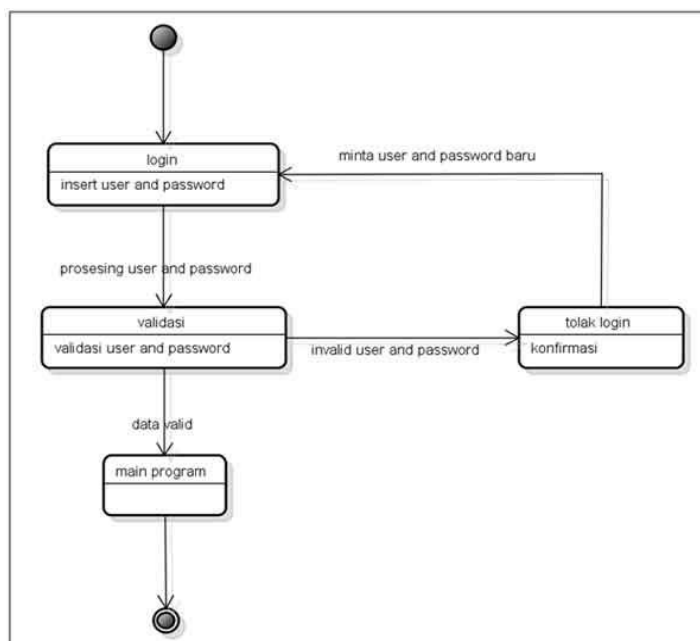 login
insert user and password
minta user and password baru
prosesing user and password
validasi
validasi user and password
invalid user and password
tolak login
konfirmasi
data valid
main program